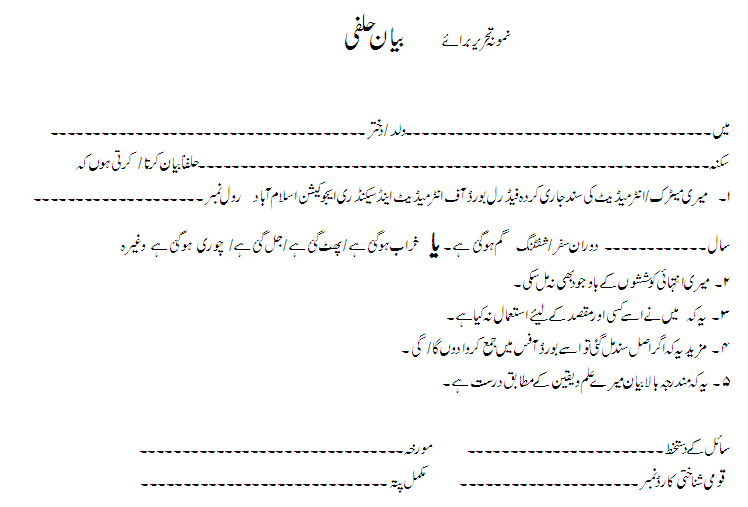 نمونہ تحریر برائے بیان حلفی
میں ------------------------------------ ولد/دختر --------------------------------------
سکنہ ------------------------------------------------------------- حلفاً بیان کرتا / کرتی ہوں کہ
۱۔ میری میٹرک/انٹرمیڈیٹ کی سند جاری کردہ فیڈرل بورڈ آف انٹرمیڈیٹ اینڈ سیکنڈری ایجوکیشن اسلام آباد رول نمبر --------------------
سال ------------ دوران سفر/شفٹنگ گم ہو گئی ہے۔ یا خراب ہو گئی ہے/پھٹ گئی ہے/جل گئی ہے/ چوری ہو گئی ہے وغیرہ
۲۔ میری انتہائی کوششوں کے باوجود بھی نہ مل سکی۔
۳۔ یہ کہ میں نے اسے کسی اور مقصد کے لیئے استعمال نہ کیا ہے۔
۴۔ مزید یہ کہ اگر اصل سند مل گئی تو اسے بورڈ آفس میں جمع کروا دوں گا/گی۔
۵۔ یہ کہ مندرجہ بالا بیان میرے علم و یقین کے مطابق درست ہے۔
سائل کے دستخط ----------------------- مورخہ -------------------------------
قومی شناختی کارڈ نمبر --------------------- مکمل پتہ -----------------------------